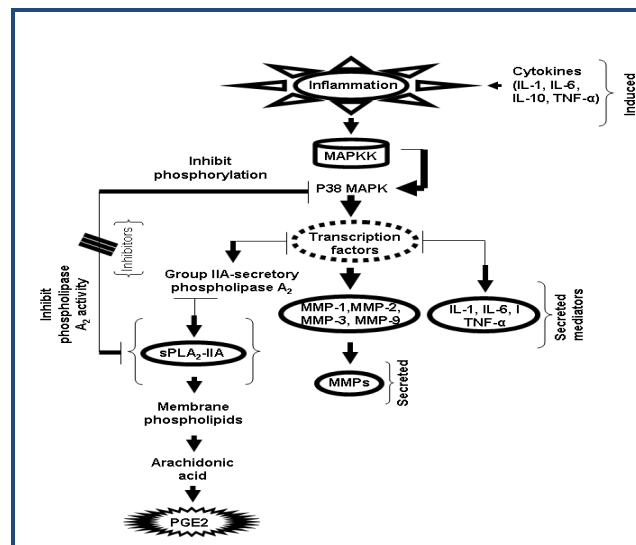 Inflammation
Cytokines
(IL-1, IL-6,
IL-10, TNF-α)
Induced
MAPKK
Inhibit
phosphorylation
P38 MAPK
Inhibitors
Transcription
factors
Group IIA-secretory
phospholipase A₂
Inhibit
phospholipase
A₂ activity
MMP-1,MMP-2,
MMP-3, MMP-9
IL-1, IL-6, I
TNF-α
Secreted
mediators
sPLA₂-IIA
MMPs
Secreted
Membrane
phospholipids
Arachidonic
acid
PGE2